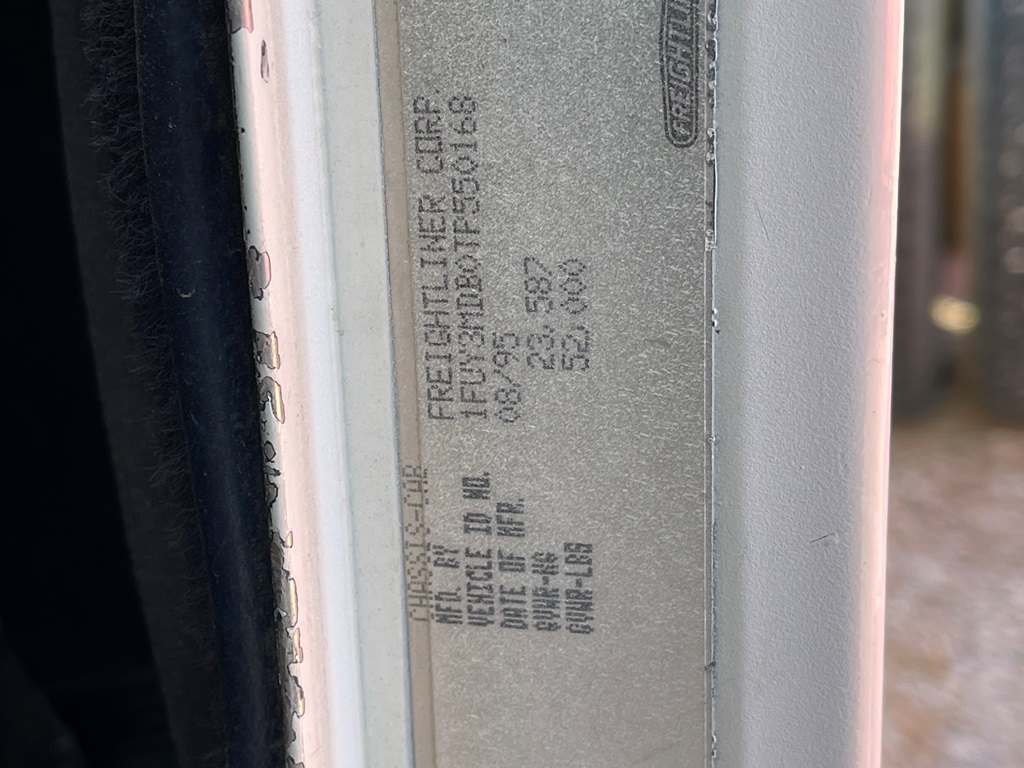 FREIGHTLIN
CHASSIS-CAB
MFD. BY FREIGHTLINER CORP.
VEHICLE ID NO. 1FUY3MDB0TP550168
DATE OF MFR. 08/95
GVWR-KG 23,587
GVWR-LBS 52,000